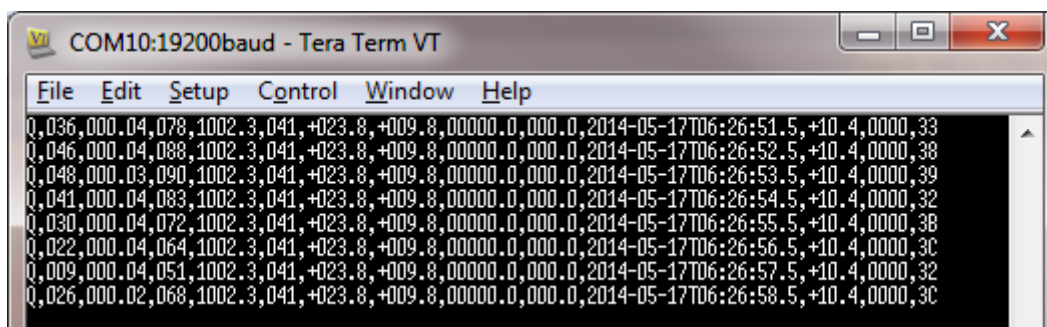 COM10:19200baud - Tera Term VT
File Edit Setup Control Window Help
Q,036,000.04,078,1002.3,041,+023.8,+009.8,00000.0,000.0,2014-05-17T06:26:51.5,+10.4,0000,33
Q,046,000.04,088,1002.3,041,+023.8,+009.8,00000.0,000.0,2014-05-17T06:26:52.5,+10.4,0000,38
Q,048,000.03,090,1002.3,041,+023.8,+009.8,00000.0,000.0,2014-05-17T06:26:53.5,+10.4,0000,39
Q,041,000.04,083,1002.3,041,+023.8,+009.8,00000.0,000.0,2014-05-17T06:26:54.5,+10.4,0000,32
Q,030,000.04,072,1002.3,041,+023.8,+009.8,00000.0,000.0,2014-05-17T06:26:55.5,+10.4,0000,3B
Q,022,000.04,064,1002.3,041,+023.8,+009.8,00000.0,000.0,2014-05-17T06:26:56.5,+10.4,0000,3C
Q,009,000.04,051,1002.3,041,+023.8,+009.8,00000.0,000.0,2014-05-17T06:26:57.5,+10.4,0000,32
Q,026,000.02,068,1002.3,041,+023.8,+009.8,00000.0,000.0,2014-05-17T06:26:58.5,+10.4,0000,3C